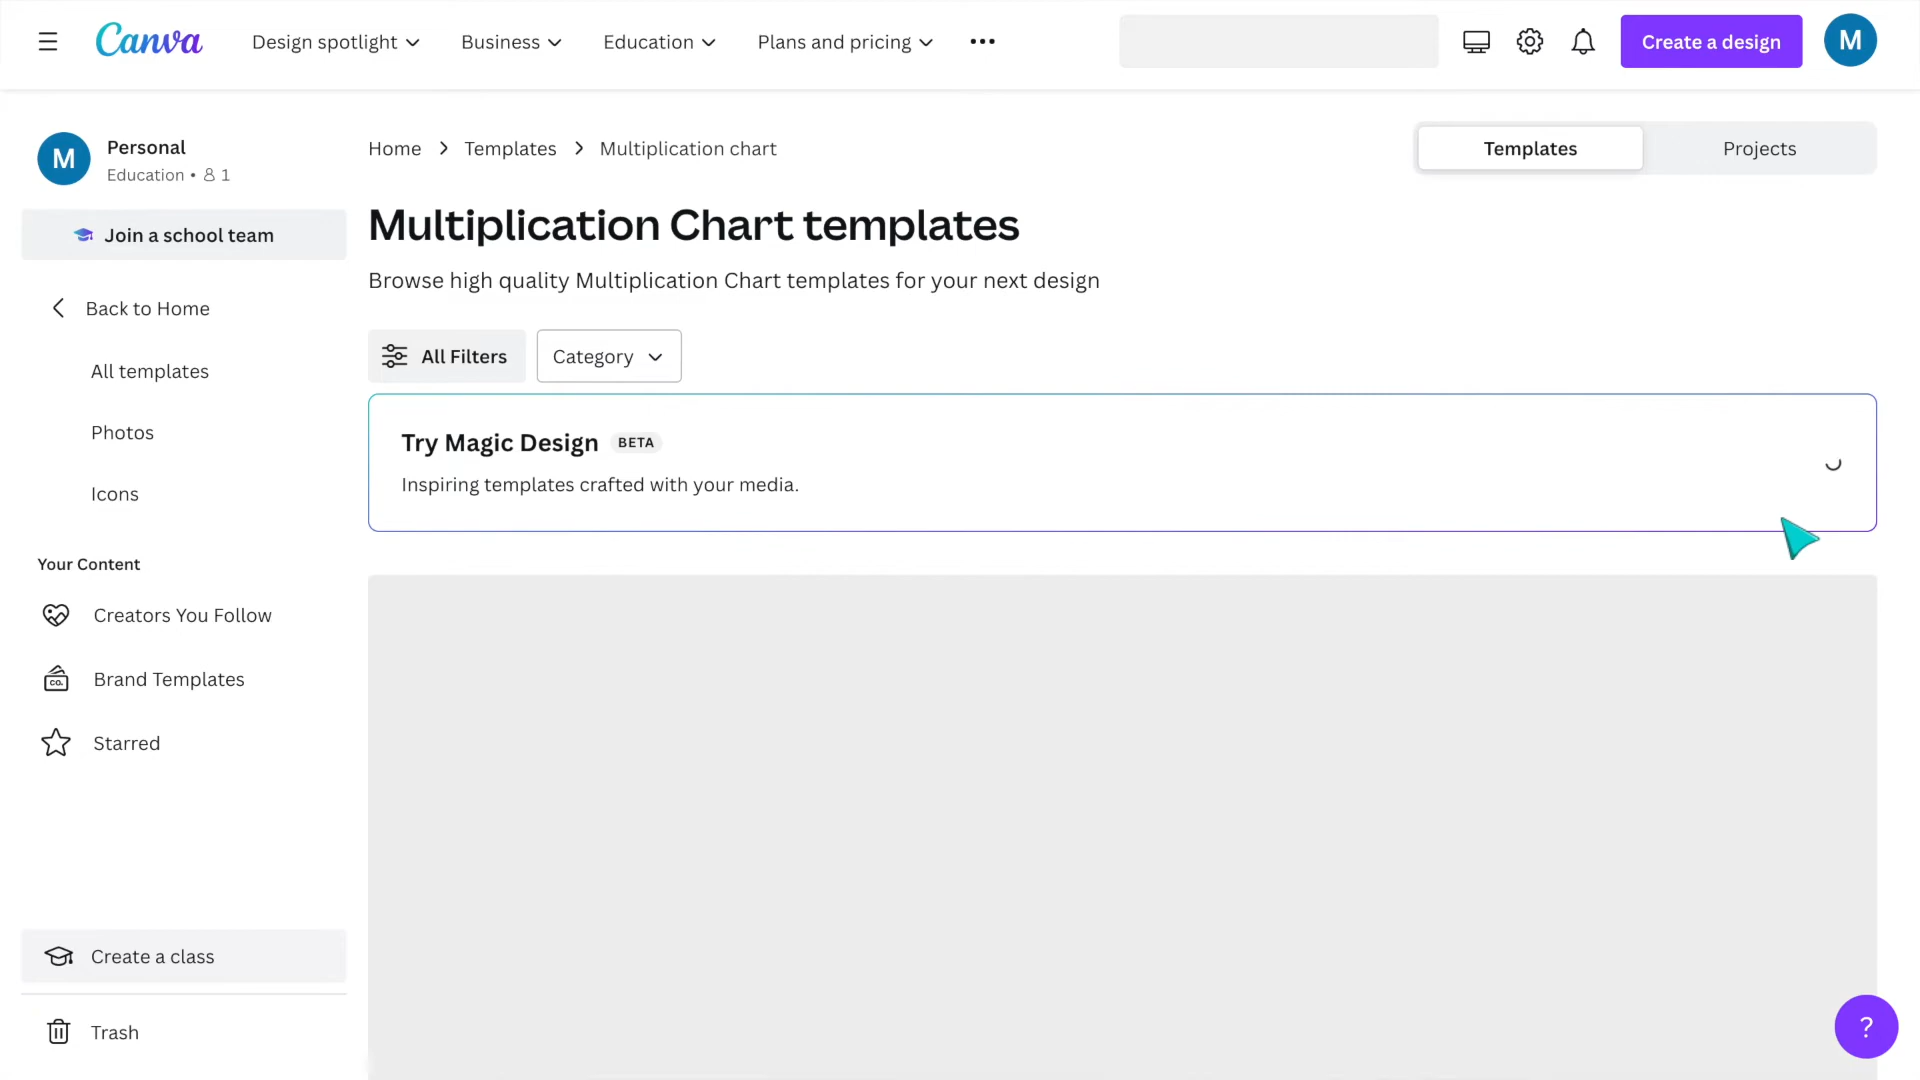 Canva
Design spotlight
Business
Education
Plans and pricing
Create a design
M
M
Personal
Education • 1
Join a school team
Back to Home
All templates
Photos
Icons
Your Content
Creators You Follow
CO.
Brand Templates
Starred
Create a class
Trash
Home > Templates > Multiplication chart
Templates
Projects
Multiplication Chart templates
Browse high quality Multiplication Chart templates for your next design
All Filters
Category
Try Magic Design BETA
Inspiring templates crafted with your media.
?